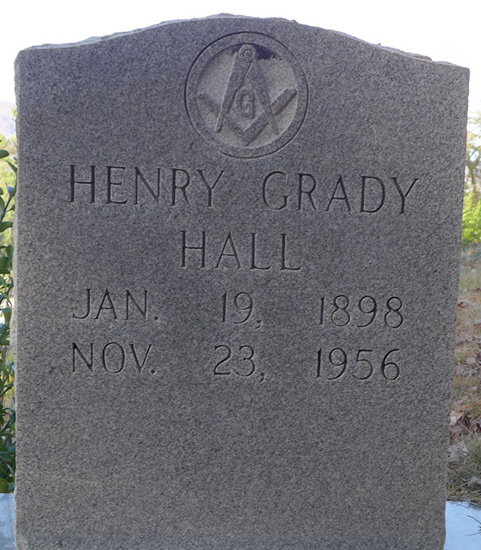 G
HENRY GRADY
HALL
JAN. 19, 1898
NOV. 23, 1956